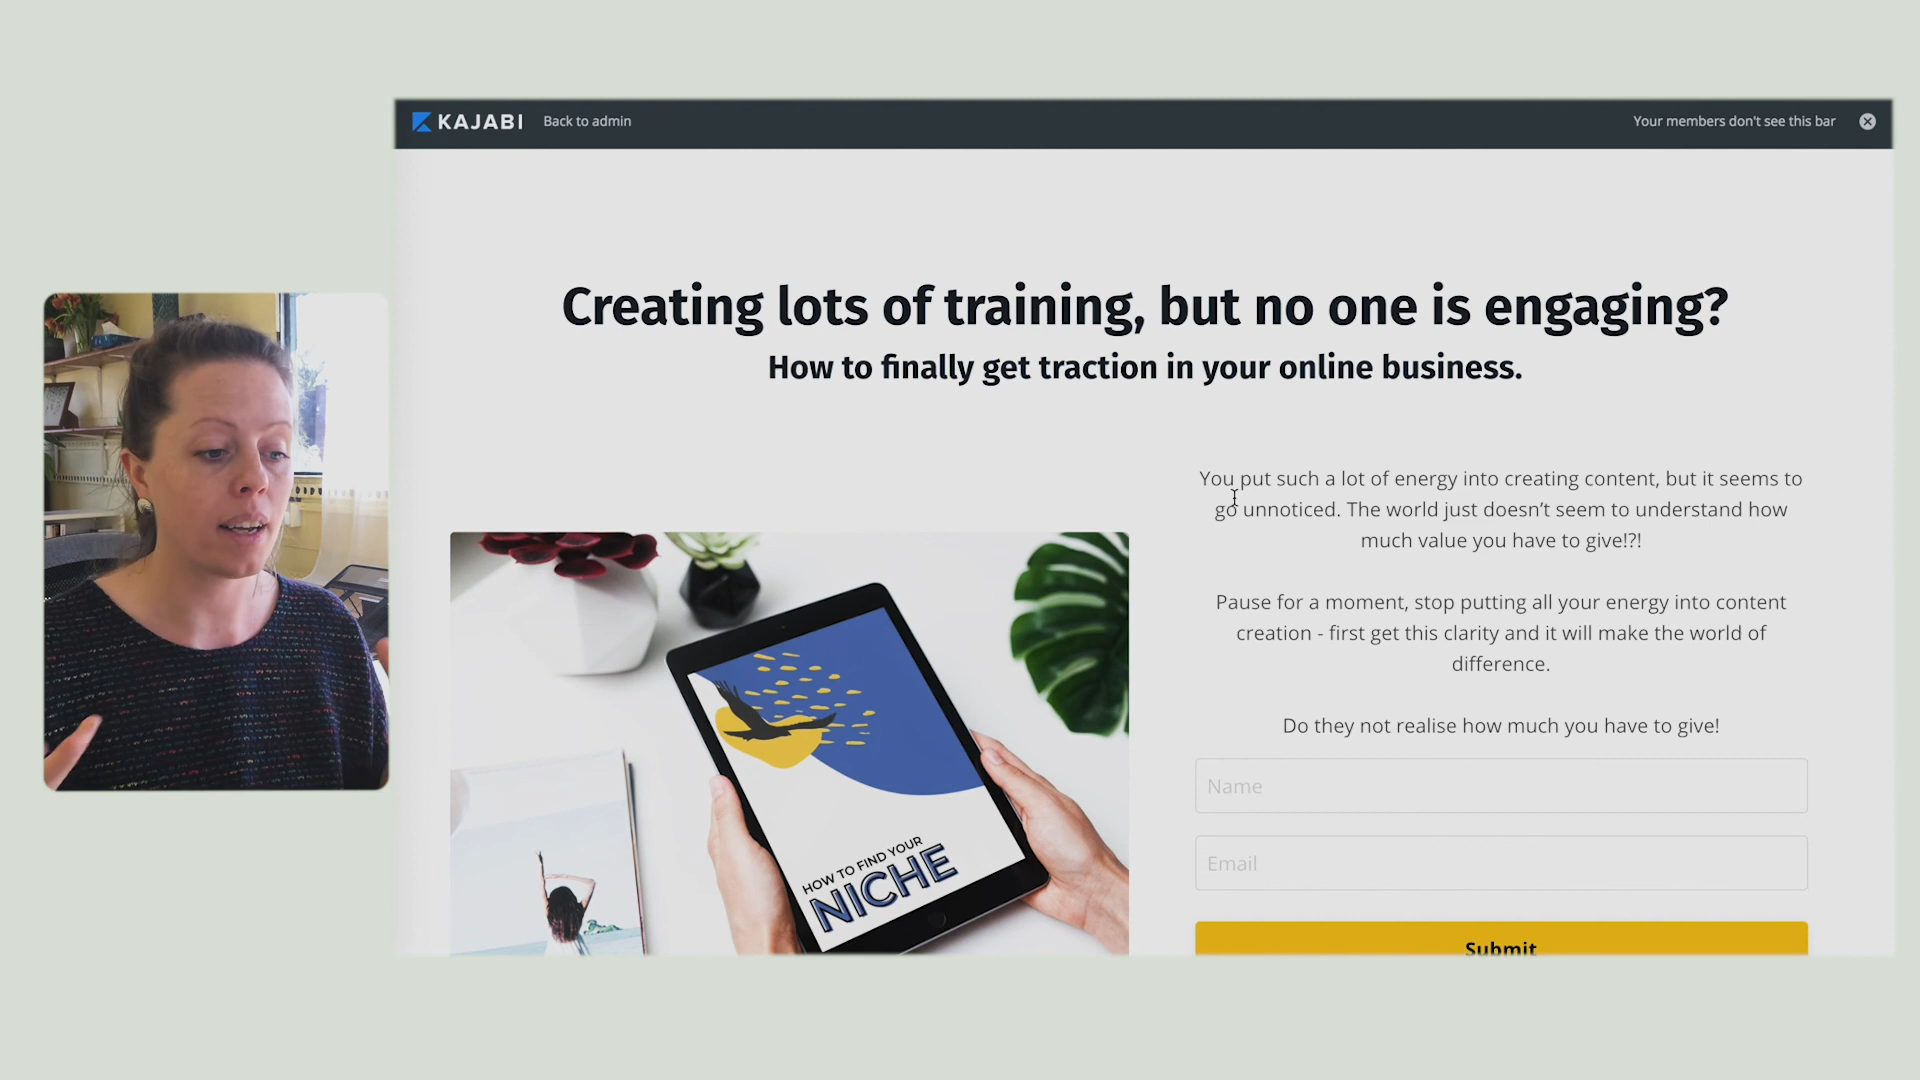 KAJABI Back to admin Your members don't see this bar
Creating lots of training, but no one is engaging?
How to finally get traction in your online business.
You put such a lot of energy into creating content, but it seems to
go unnoticed. The world just doesn’t seem to understand how
much value you have to give!?!
Pause for a moment, stop putting all your energy into content
creation - first get this clarity and it will make the world of
difference.
Do they not realise how much you have to give!
Name
Email
Submit
HOW TO FIND YOUR
NICHE